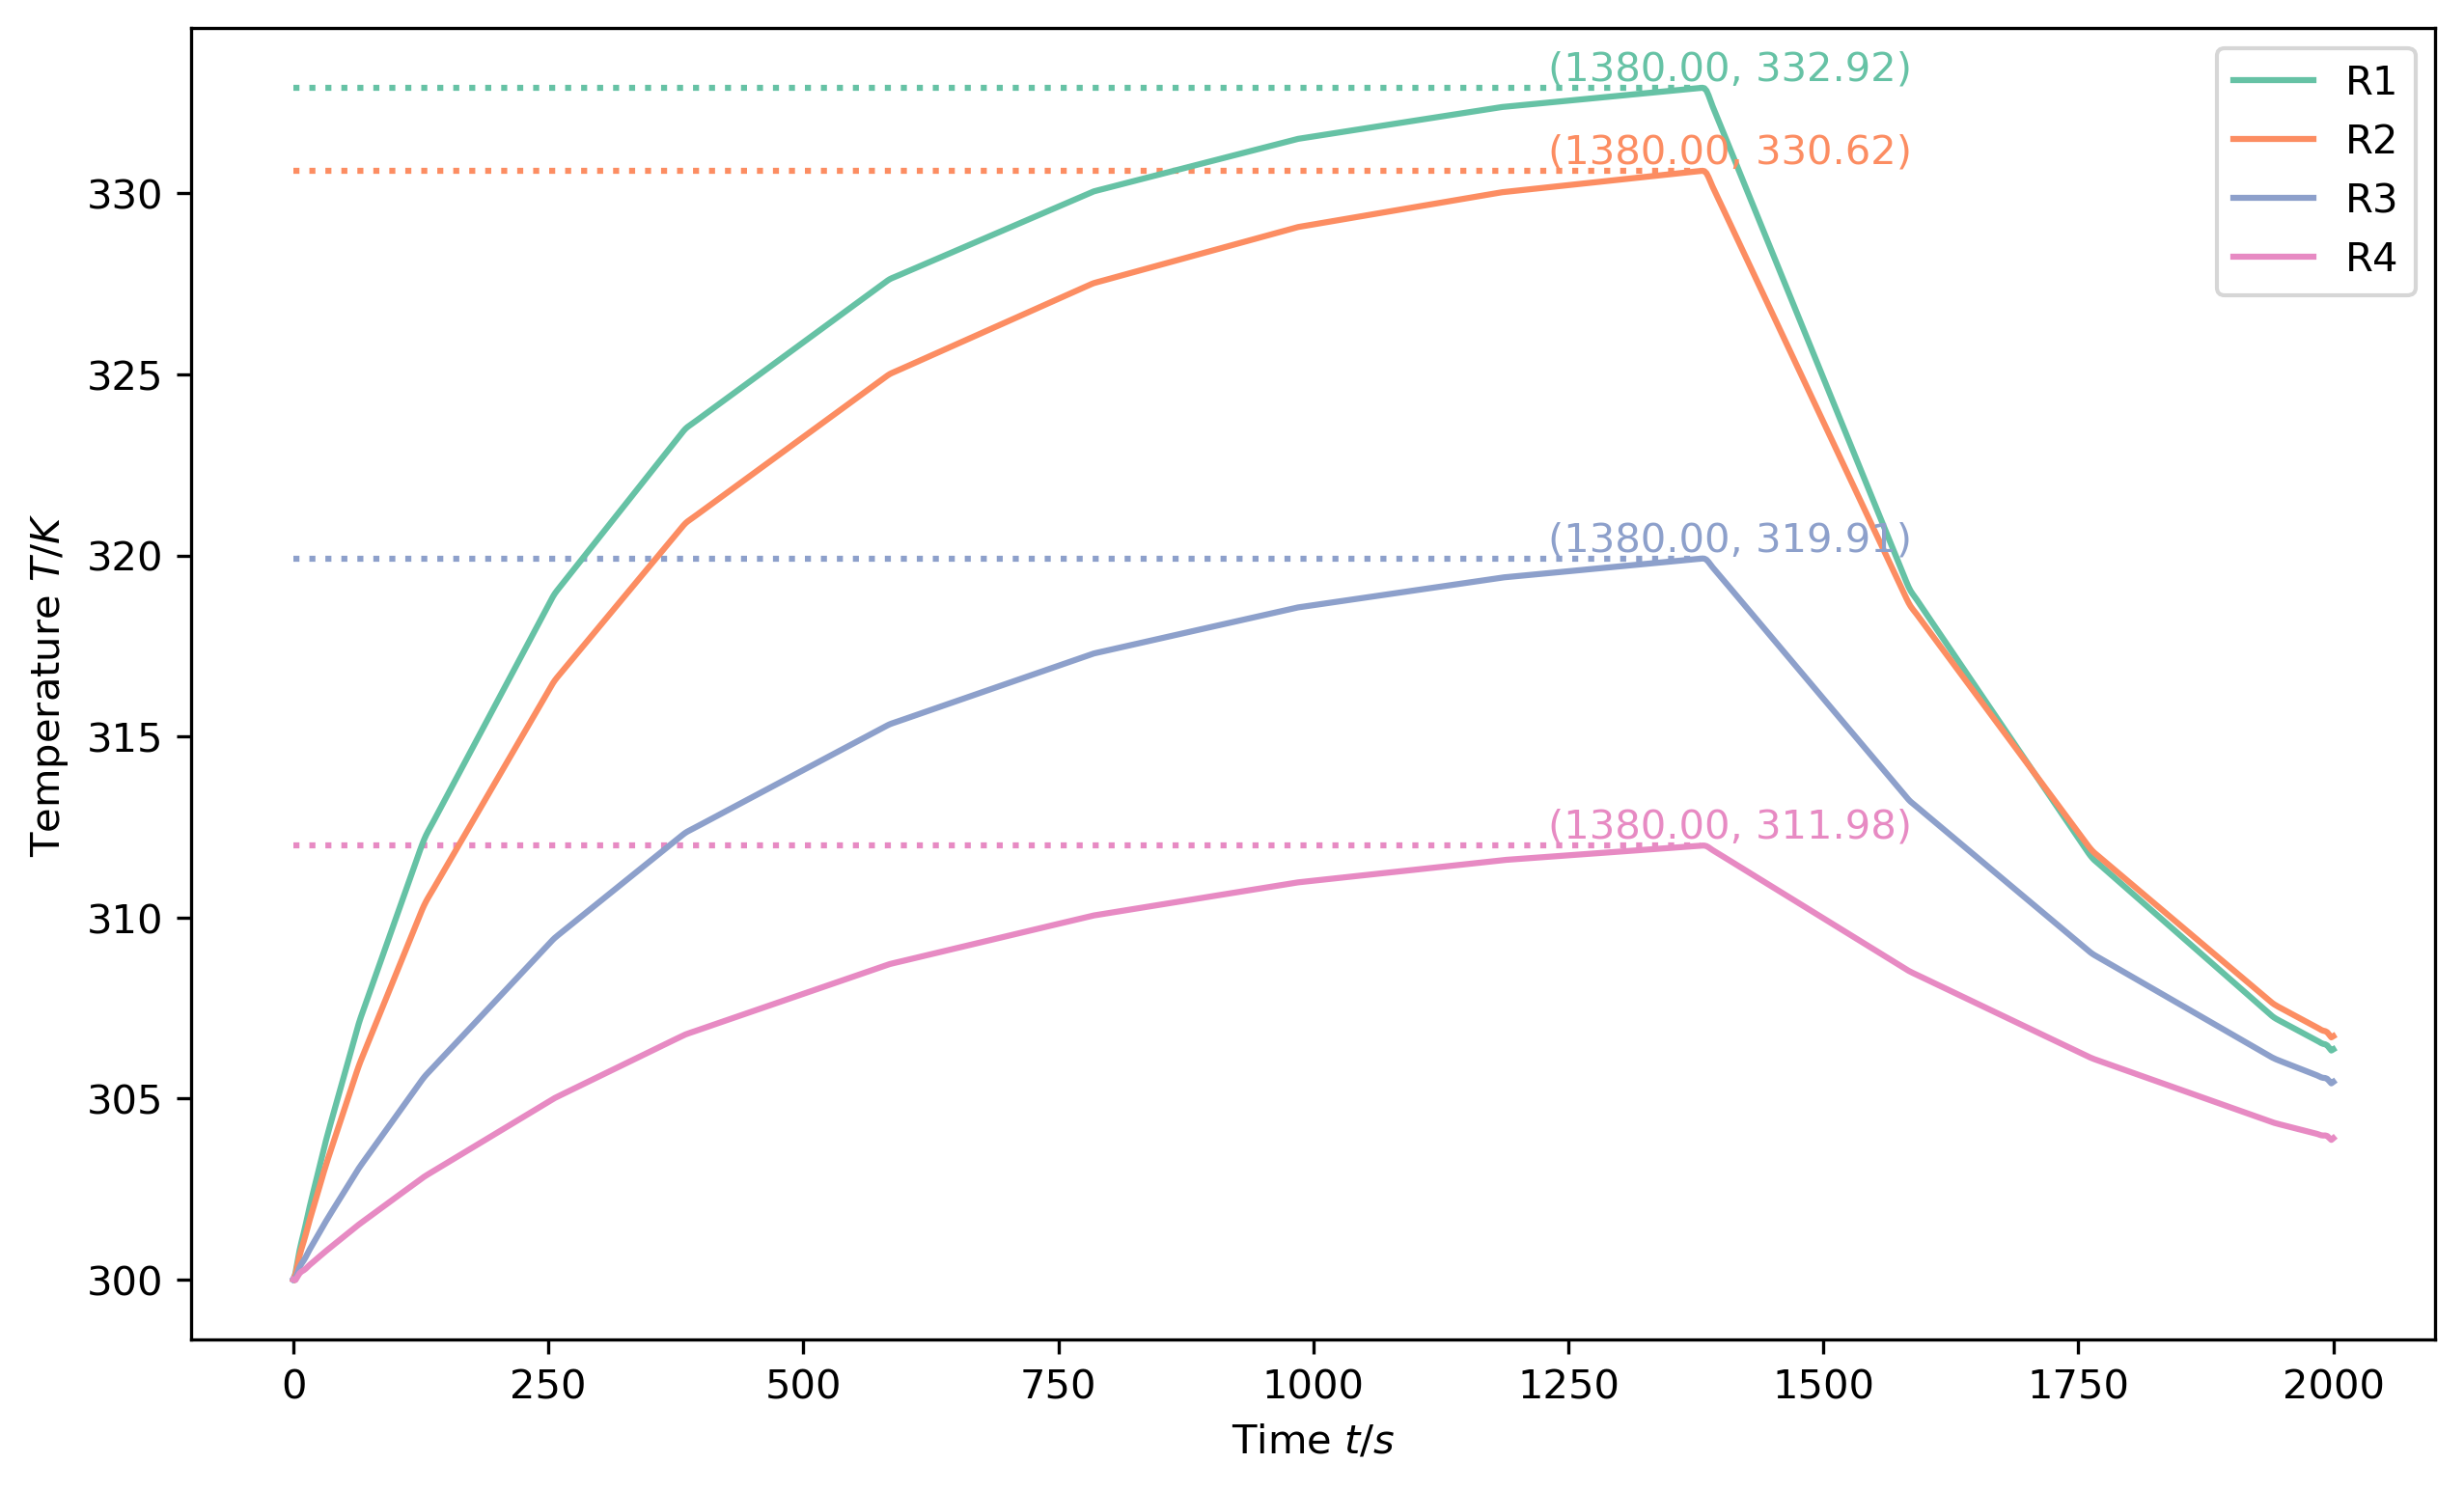 (1380.00, 332.92)
(1380.00, 330.62)
(1380.00, 319.91)
(1380.00, 311.98)
R1
R2
R3
R4
Temperature T/K
330
325
320
315
310
305
300
0 250 500 750 1000 1250 1500 1750 2000
Time t/s